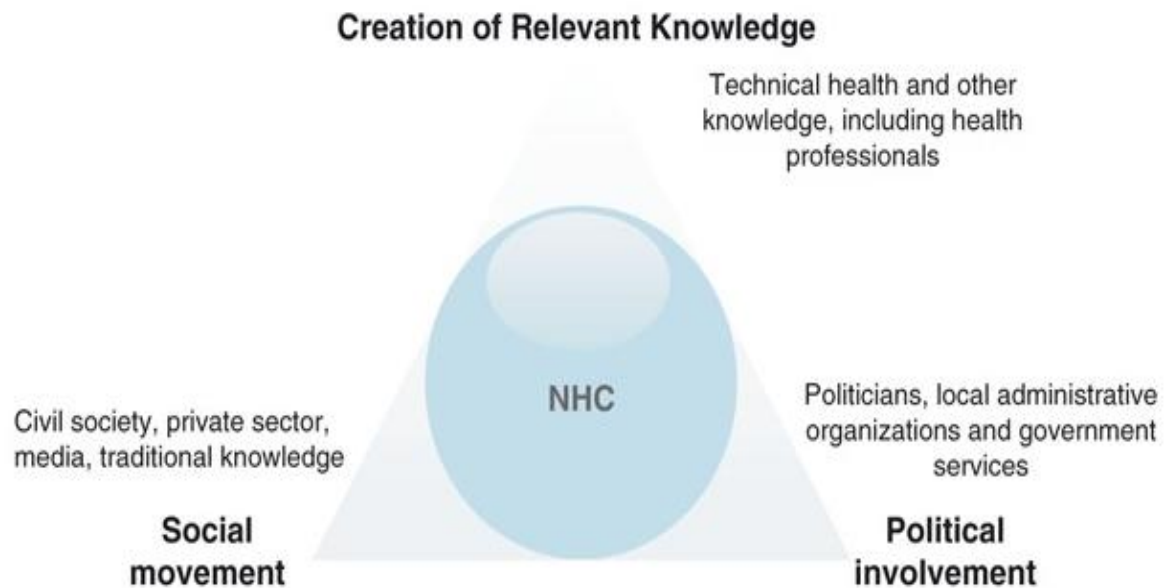 Creation of Relevant Knowledge
Technical health and other
knowledge, including health
professionals
NHC
Civil society, private sector,
media, traditional knowledge
Social
movement
Politicians, local administrative
organizations and government
services
Political
involvement